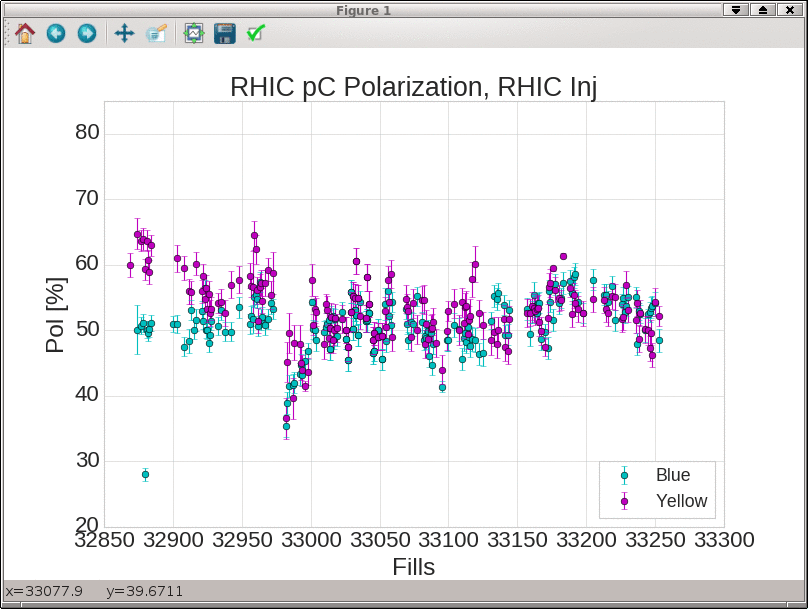 Figure 1
RHIC pC Polarization, RHIC Inj
80
70
60
50
40
30
20
Pol [%]
32850 32900 32950 33000 33050 33100 33150 33200 33250 33300
Fills
Blue
Yellow
x=33077.9 y=39.6711